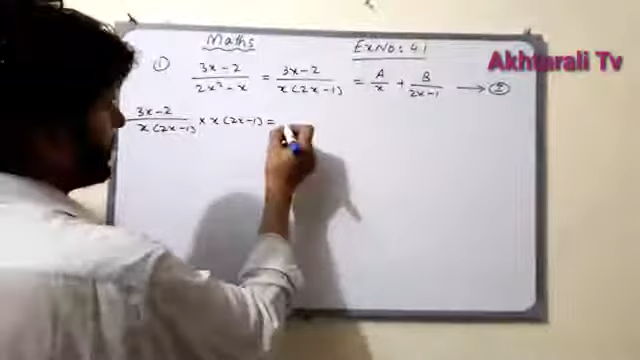 Maths
Ex No: 4.1
Akhtarali Tv
① 3x-2 / 2x²-x = 3x-2 / x(2x-1) = A/x + B/2x-1 → ②
3x-2 / x(2x-1) × x(2x-1) =